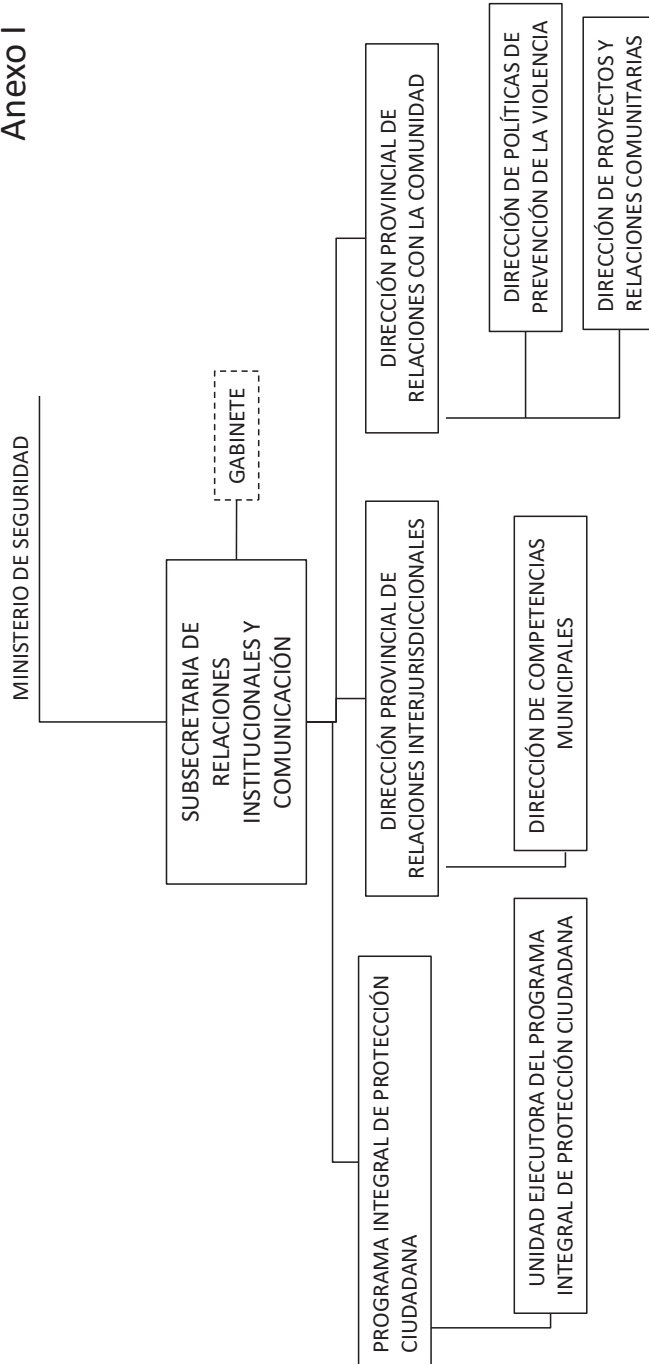 Anexo I
MINISTERIO DE SEGURIDAD
SUBSECRETARIA DE
RELACIONES
INSTITUCIONALES Y
COMUNICACIÓN
GABINETE
PROGRAMA INTEGRAL DE PROTECCIÓN
CIUDADANA
UNIDAD EJECUTORA DEL PROGRAMA
INTEGRAL DE PROTECCIÓN CIUDADANA
DIRECCIÓN PROVINCIAL DE
RELACIONES INTERJURISDICCIONALES
DIRECCIÓN DE COMPETENCIAS
MUNICIPALES
DIRECCIÓN PROVINCIAL DE
RELACIONES CON LA COMUNIDAD
DIRECCIÓN DE POLÍTICAS DE
PREVENCIÓN DE LA VIOLENCIA
DIRECCIÓN DE PROYECTOS Y
RELACIONES COMUNITARIAS